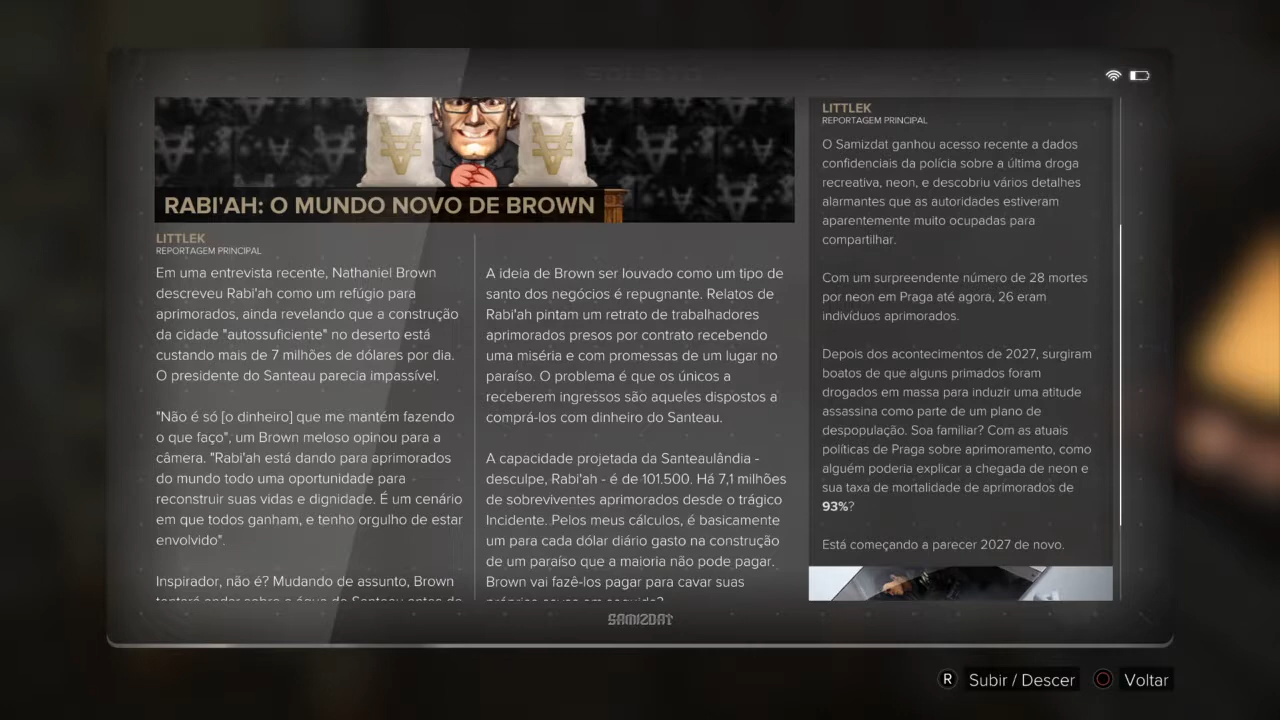 RABI'AH: O MUNDO NOVO DE BROWN
LITTLEK
REPORTAGEM PRINCIPAL
Em uma entrevista recente, Nathaniel Brown
descreveu Rabi'ah como um refúgio para
aprimorados, ainda revelando que a construção
da cidade "autossuficiente" no deserto está
custando mais de 7 milhões de dólares por dia.
O presidente do Santeau parecia impassível.
"Não é só [o dinheiro] que me mantém fazendo
o que faço", um Brown meloso opinou para a
câmera. "Rabi'ah está dando para aprimorados
do mundo todo uma oportunidade para
reconstruir suas vidas e dignidade. É um cenário
em que todos ganham, e tenho orgulho de estar
envolvido".
Inspirador, não é? Mudando de assunto, Brown
tentará andar sobre a água do Santeau antes do
A ideia de Brown ser louvado como um tipo de
santo dos negócios é repugnante. Relatos de
Rabi'ah pintam um retrato de trabalhadores
aprimorados presos por contrato recebendo
uma miséria e com promessas de um lugar no
paraíso. O problema é que os únicos a
receberem ingressos são aqueles dispostos a
comprá-los com dinheiro do Santeau.
A capacidade projetada da Santeaulândia -
desculpe, Rabi'ah - é de 101.500. Há 7,1 milhões
de sobreviventes aprimorados desde o trágico
Incidente. Pelos meus cálculos, é basicamente
um para cada dólar diário gasto na construção
de um paraíso que a maioria não pode pagar.
Brown vai fazê-los pagar para cavar suas
próprias covas em seguida?
LITTLEK
REPORTAGEM PRINCIPAL
O Samizdat ganhou acesso recente a dados
confidenciais da polícia sobre a última droga
recreativa, neon, e descobriu vários detalhes
alarmantes que as autoridades estiveram
aparentemente muito ocupadas para
compartilhar.
Com um surpreendente número de 28 mortes
por neon em Praga até agora, 26 eram
indivíduos aprimorados.
Depois dos acontecimentos de 2027, surgiram
boatos de que alguns primados foram
drogados em massa para induzir uma atitude
assassina como parte de um plano de
despopulação. Soa familiar? Com as atuais
políticas de Praga sobre aprimoramento, como
alguém poderia explicar a chegada de neon e
sua taxa de mortalidade de aprimorados de
93%?
Está começando a parecer 2027 de novo.
SAMIZDAT
R Subir / Descer
Voltar